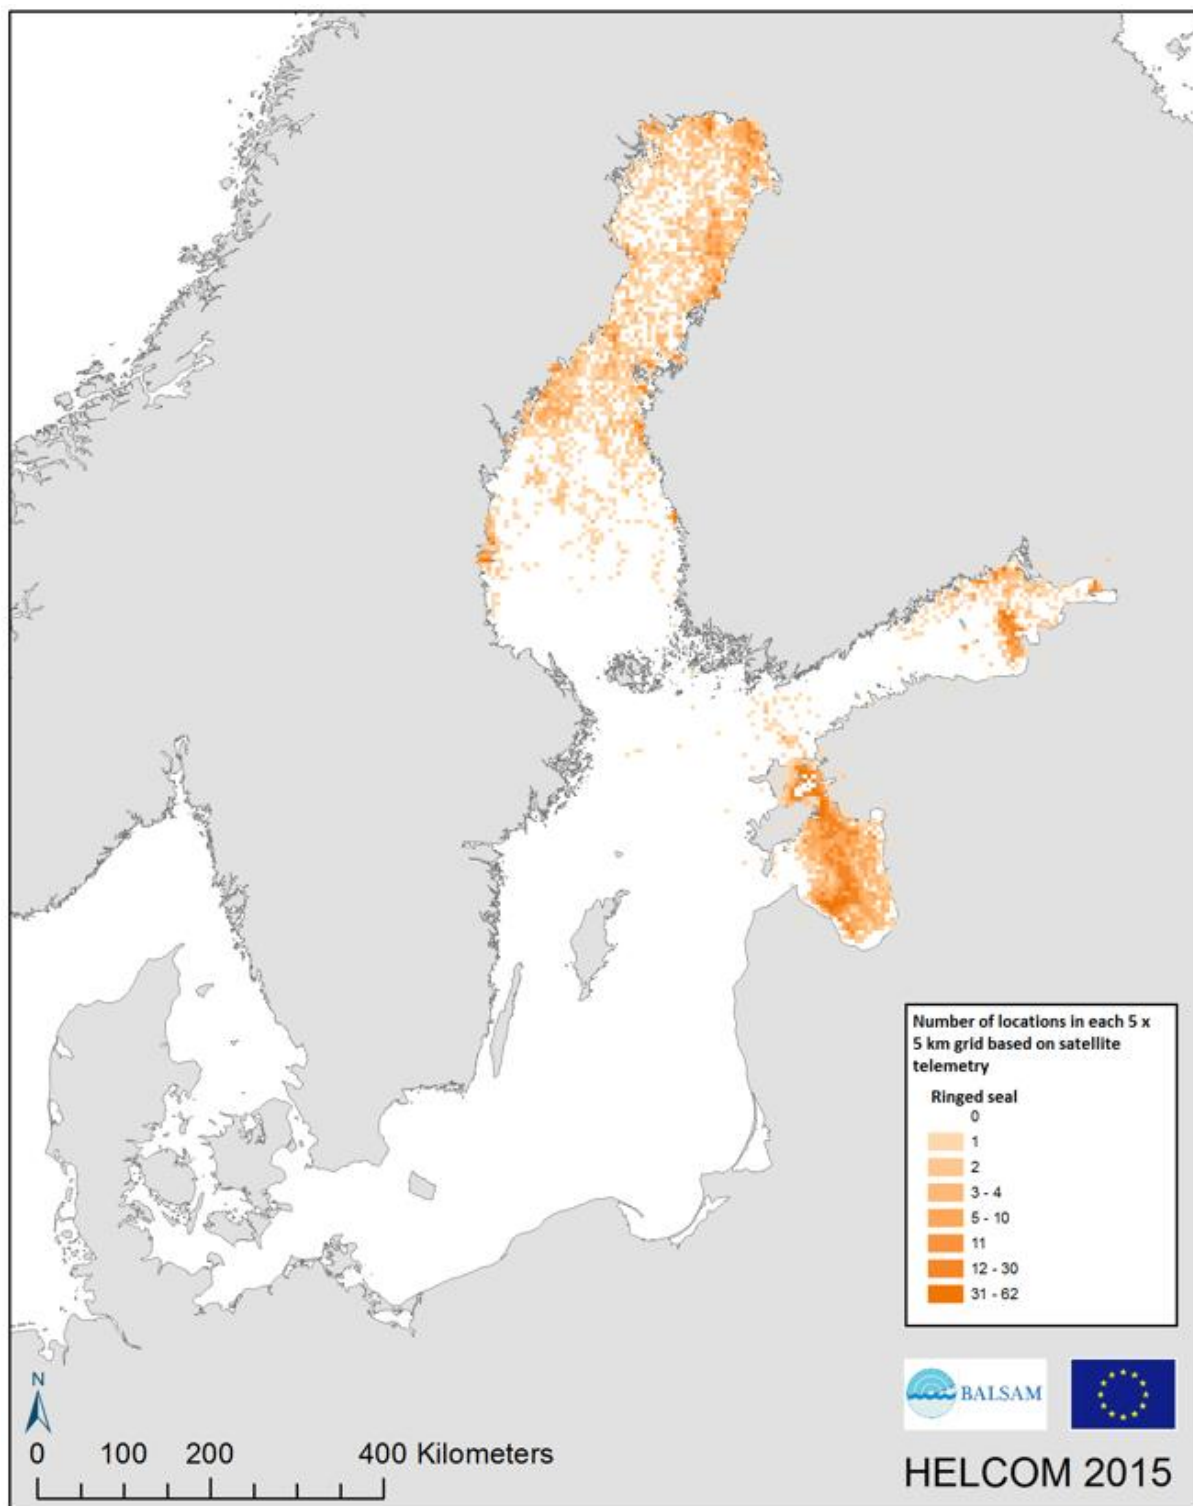 Number of locations in each 5 x
5 km grid based on satellite
telemetry
Ringed seal
0
1
2
3 - 4
5 - 10
11
12 - 30
31 - 62
BALSAM
N
0 100 200 400 Kilometers
HELCOM 2015